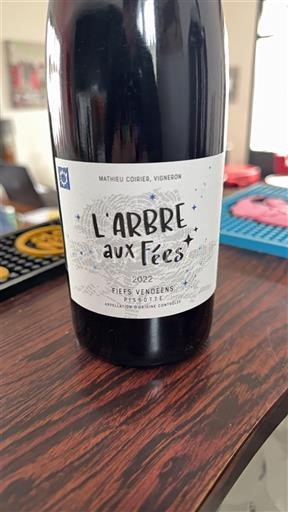 MATHIEU COIRIER, VIGNERON
L'ARBRE
aux Fées
2022
FIEFS VENDÉENS
PISSOTTE
APPELLATION D'ORIGINE CONTRÔLÉE